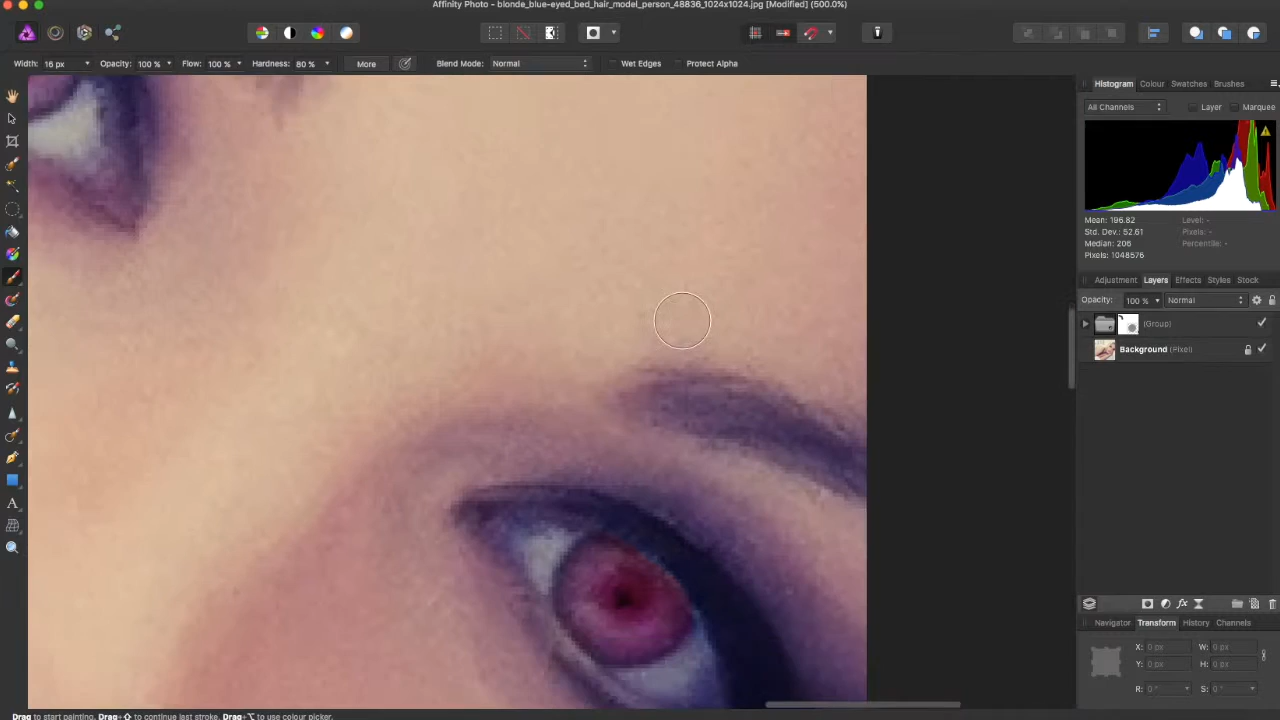 Affinity Photo - blonde_blue-eyed_bed_hair_model_person_48836_1024x1024.jpg [Modified] (500.0%)
Width: 16 px Opacity: 100 % Flow: 100 % Hardness: 80 % More Blend Mode: Normal Wet Edges Protect Alpha
Histogram Colour Swatches Brushes
All Channels Layer Marquee
Mean: 196.82 Level: -
Std. Dev.: 52.61 Pixels: -
Median: 206 Percentile: -
Pixels: 1048576
Adjustment Layers Effects Styles Stock
Opacity: 100 % Normal
(Group)
Background (Pixel)
Navigator Transform History Channels
X: 0 px W: 0 px
Y: 0 px H: 0 px
R: 0 ° S: 0 °
Drag to start painting. Drag+⇧ to continue last stroke. Drag+⌥ to use colour picker.